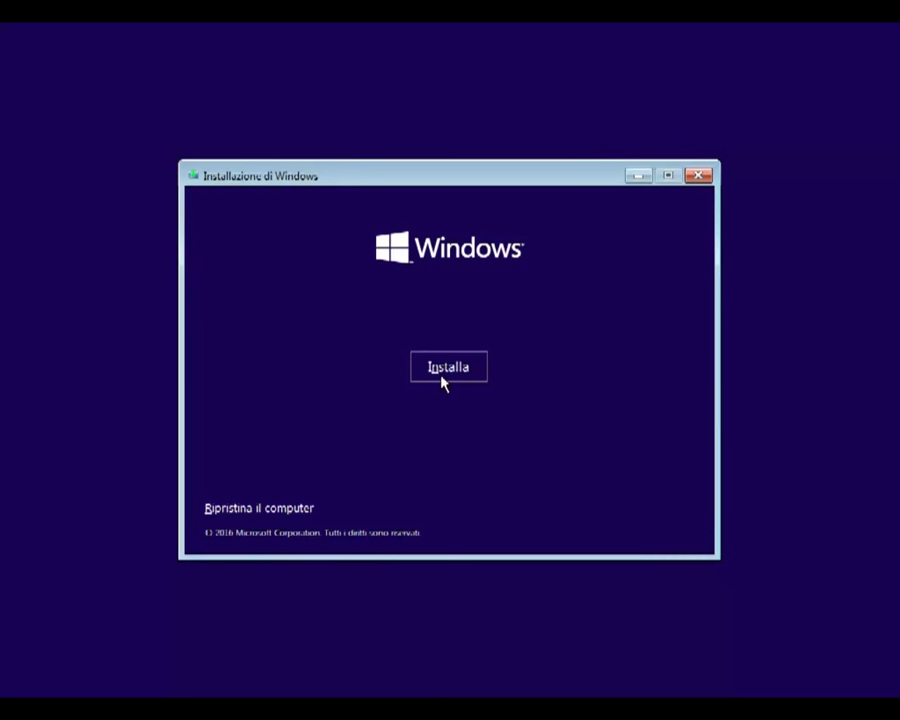 Installazione di Windows
Windows
Installa
Ripristina il computer
© 2016 Microsoft Corporation. Tutti i diritti sono riservati.